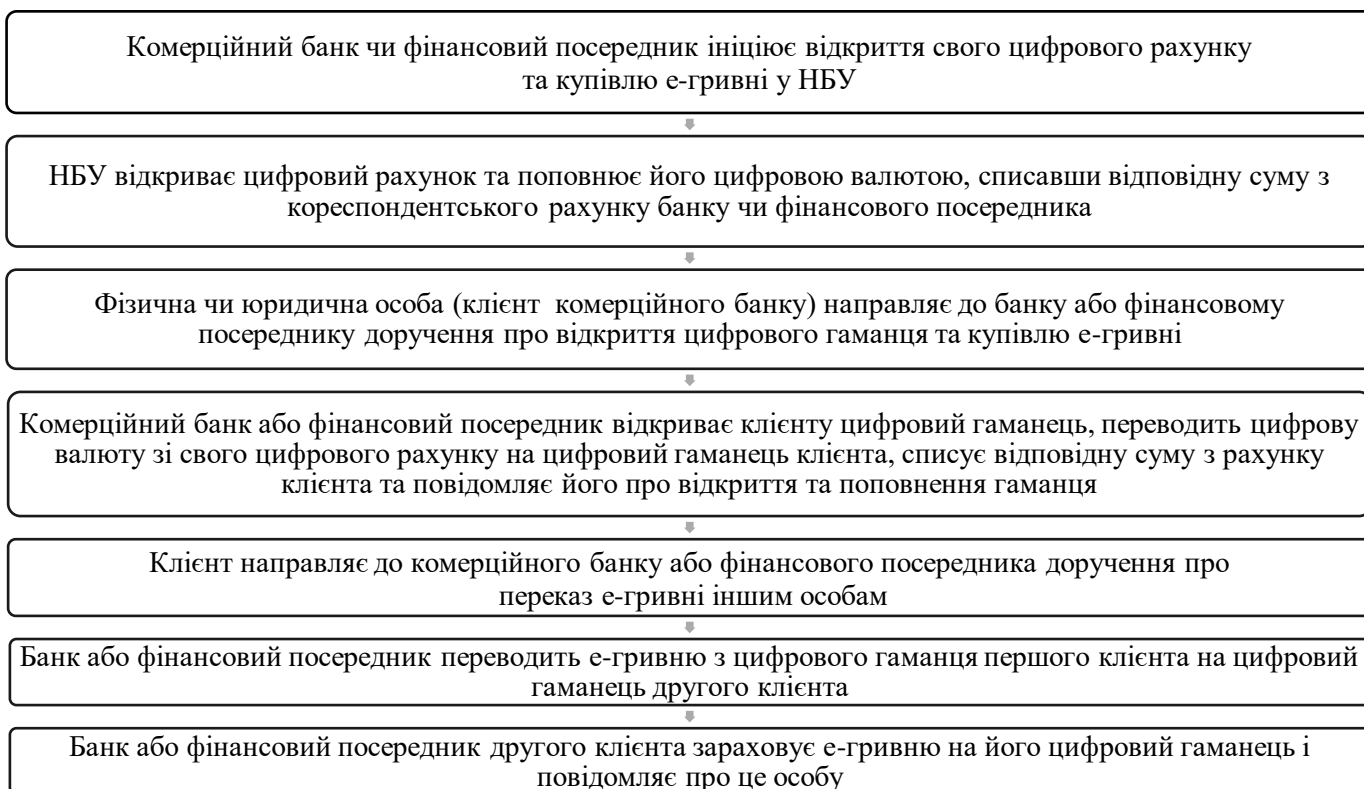 Комерційний банк чи фінансовий посередник ініціює відкриття свого цифрового рахунку
та купівлю е-гривні у НБУ
НБУ відкриває цифровий рахунок та поповнює його цифровою валютою, списавши відповідну суму з
кореспондентського рахунку банку чи фінансового посередника
Фізична чи юридична особа (клієнт комерційного банку) направляє до банку або фінансовому
посереднику доручення про відкриття цифрового гаманця та купівлю е-гривні
Комерційний банк або фінансовий посередник відкриває клієнту цифровий гаманець, переводить цифрову
валюту зі свого цифрового рахунку на цифровий гаманець клієнта, списує відповідну суму з рахунку
клієнта та повідомляє його про відкриття та поповнення гаманця
Клієнт направляє до комерційного банку або фінансового посередника доручення про
переказ е-гривні іншим особам
Банк або фінансовий посередник переводить е-гривню з цифрового гаманця першого клієнта на цифровий
гаманець другого клієнта
Банк або фінансовий посередник другого клієнта зараховує е-гривню на його цифровий гаманець і
повідомляє про це особу